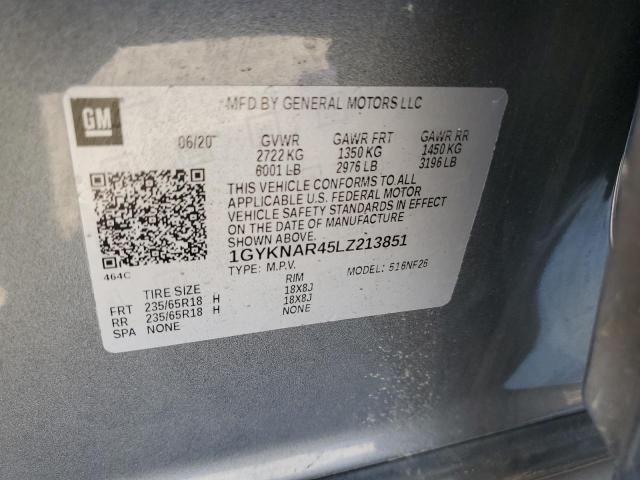 GM
MFD BY GENERAL MOTORS LLC
06/20 GVWR GAWR FRT GAWR RR
2722 KG 1350 KG 1450 KG
6001 LB 2976 LB 3196 LB
THIS VEHICLE CONFORMS TO ALL
APPLICABLE U.S. FEDERAL MOTOR
VEHICLE SAFETY STANDARDS IN EFFECT
ON THE DATE OF MANUFACTURE
SHOWN ABOVE.
1GYKNAR45LZ213851
464C
TYPE: M.P.V. MODEL: 516NF26
TIRE SIZE RIM
FRT 235/65R18 H 18X8J
RR 235/65R18 H 18X8J
SPA NONE NONE